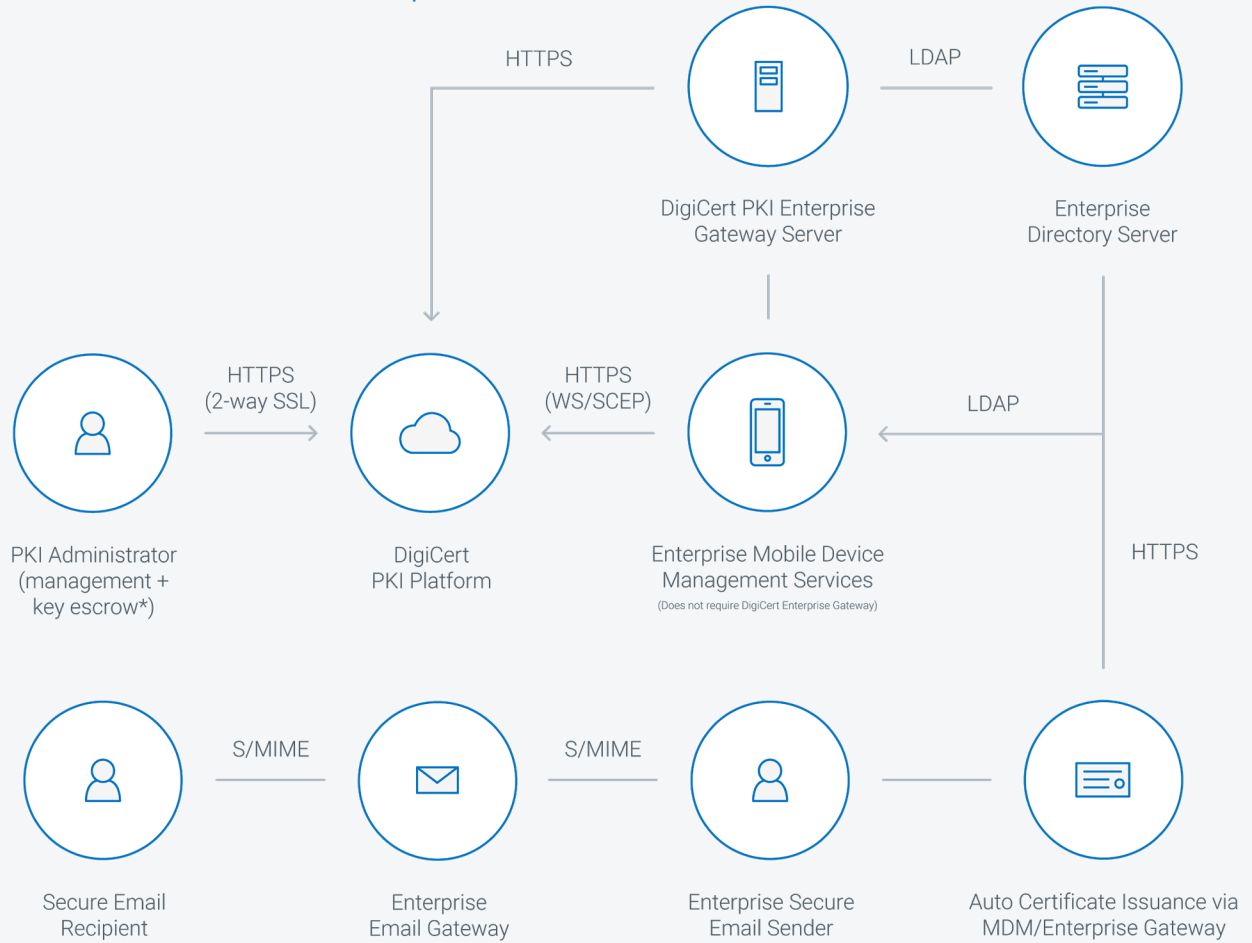 HTTPS
LDAP
DigiCert PKI Enterprise
Gateway Server
Enterprise
Directory Server
HTTPS
(2-way SSL)
HTTPS
(WS/SCEP)
LDAP
PKI Administrator
(management +
key escrow*)
DigiCert
PKI Platform
Enterprise Mobile Device
Management Services
(Does not require DigiCert Enterprise Gateway)
HTTPS
S/MIME
S/MIME
Secure Email
Recipient
Enterprise
Email Gateway
Enterprise Secure
Email Sender
Auto Certificate Issuance via
MDM/Enterprise Gateway